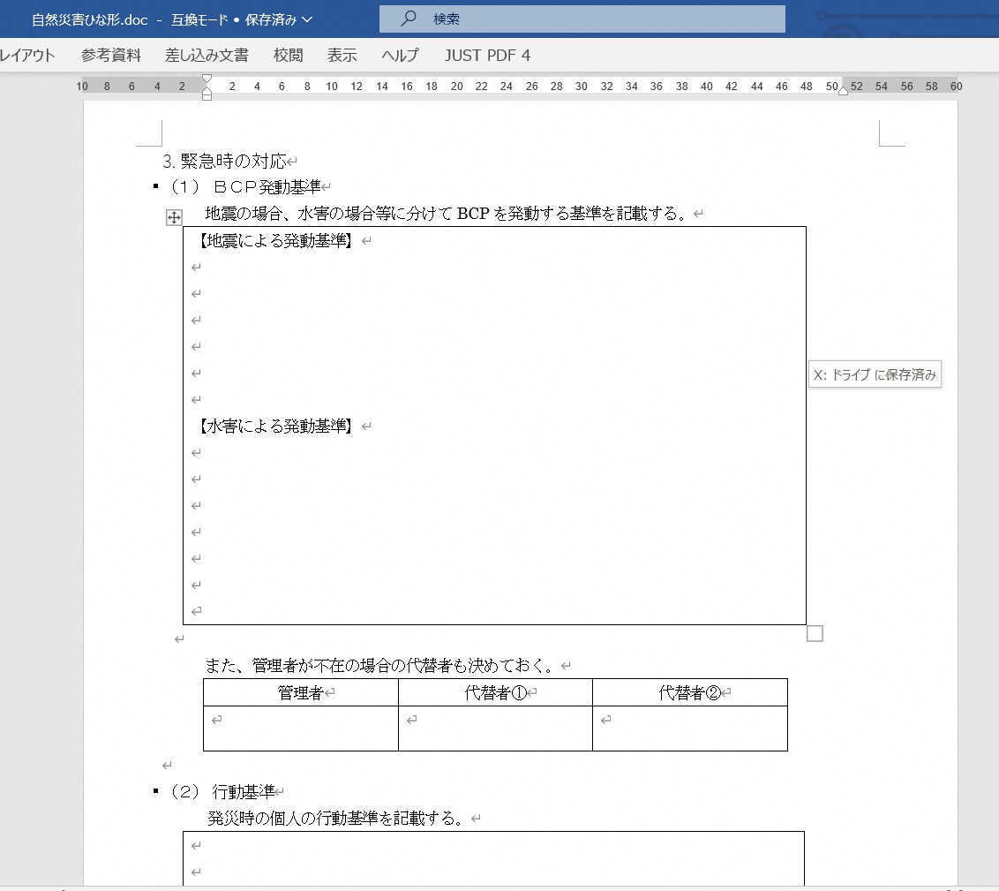 自然災害ひな形.doc - 互換モード • 保存済み
検索
レイアウト 参考資料 差し込み文書 校閲 表示 ヘルプ JUST PDF 4
10 8 6 4 2 2 4 6 8 10 12 14 16 18 20 22 24 26 28 30 32 34 36 38 40 42 44 46 48 50 52 54 56 58 60
3. 緊急時の対応
▪（１） ＢＣＰ発動基準
地震の場合、水害の場合等に分けて BCP を発動する基準を記載する。
【地震による発動基準】
X: ドライブ に保存済み
【水害による発動基準】
また、管理者が不在の場合の代替者も決めておく。
管理者 代替者① 代替者②
▪（２） 行動基準
発災時の個人の行動基準を記載する。